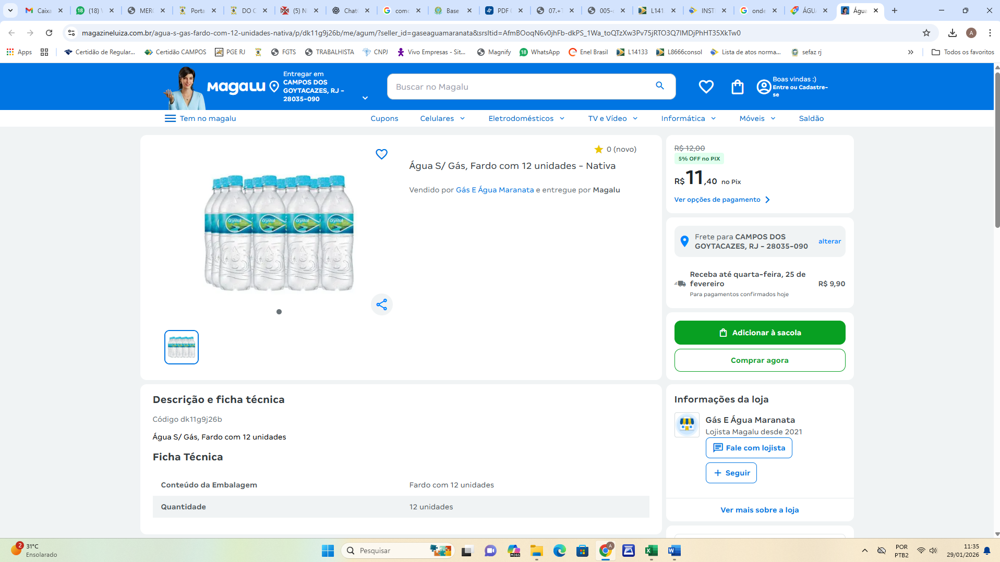 Caixa
(18) V
MERC
Porta
DO C
(5) N
Chat
como
Base
PDF
07.+1
005-
L141
INST
onde
ÁGU
Água
magazineluiza.com.br/agua-s-gas-fardo-com-12-unidades-nativa/p/dk11g9j26b/me/agum/?seller_id=gaseaguamaranata&srsltid=AfmBOoqN6v0jhFb-dkPS_1Wa_toQTzXw3Pv75jRTO3Q7IMDjPhHT35XkTw0
A
Apps
Certidão de Regular...
Certidão CAMPOS
PGE RJ
FGTS
TRABALHISTA
CNPJ
Vivo Empresas - Sit...
Magnify
18
WhatsApp
Enel Brasil
L14133
L8666consol
Lista de atos norma...
sefaz rj
Todos os favoritos
Magalu
Entregar em
CAMPOS DOS
GOYTACAZES, RJ -
28035-090
Buscar no Magalu
Boas vindas :)
Entre ou Cadastre-
se
Tem no magalu
Cupons
Celulares
Eletrodomésticos
TV e Vídeo
Informática
Móveis
Saldão
0 (novo)
Água S/ Gás, Fardo com 12 unidades - Nativa
Vendido por Gás E Água Maranata e entregue por Magalu
crystal crystal crystal crystal
R$ 12,00
5% OFF no PIX
R$ 11,40 no Pix
Ver opções de pagamento
Frete para CAMPOS DOS
GOYTACAZES, RJ - 28035-090
alterar
Receba até quarta-feira, 25 de
fevereiro
R$ 9,90
Para pagamentos confirmados hoje
Adicionar à sacola
Comprar agora
Descrição e ficha técnica
Código dk11g9j26b
Água S/ Gás, Fardo com 12 unidades
Ficha Técnica
Conteúdo da Embalagem
Fardo com 12 unidades
Quantidade
12 unidades
Informações da loja
Gás E Água Maranata
Lojista Magalu desde 2021
Fale com lojista
Seguir
Ver mais sobre a loja
2
31°C
Ensolarado
Pesquisar
M365
A
POR
PTB2
11:35
29/01/2026